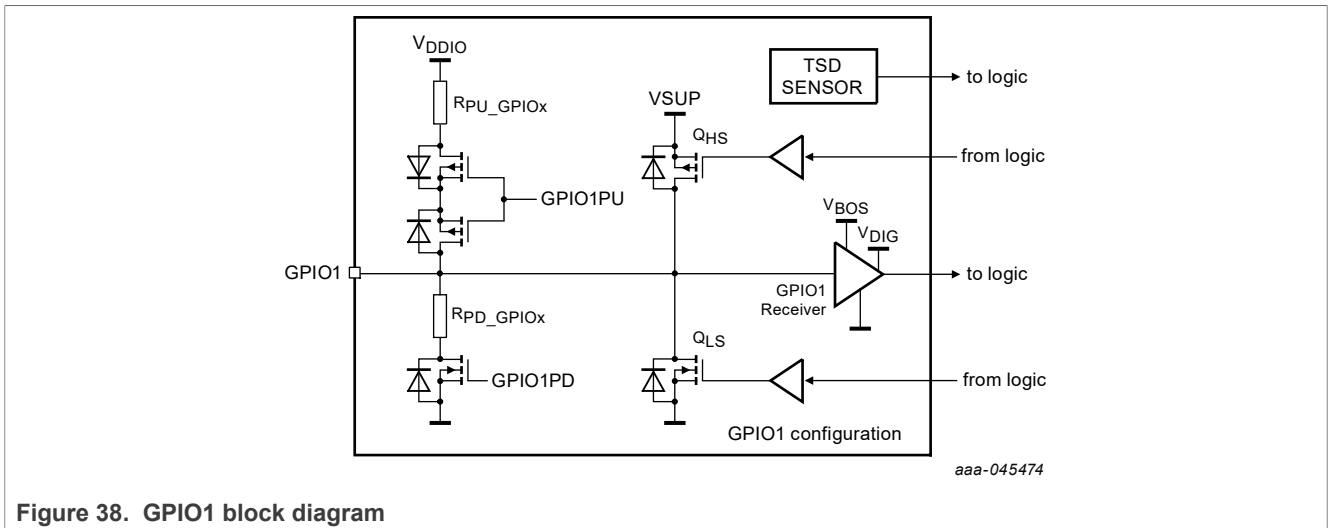 VDDIO
RPU_GPIOx
GPIO1PU
GPIO1
RPD_GPIOx
GPIO1PD
VSUP
QHS
QLS
TSD
SENSOR
to logic
from logic
VBOS
VDIG
GPIO1
Receiver
to logic
from logic
GPIO1 configuration
aaa-045474
Figure 38. GPIO1 block diagram